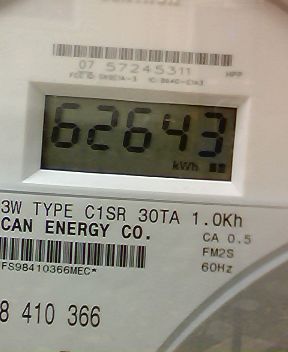 07 57245311 HPP
62643
kWh
3W TYPE C1SR 30TA 1.0Kh
CAN ENERGY CO.
CA 0.5
FM2S
60Hz
FS98410366MEC*
8 410 366